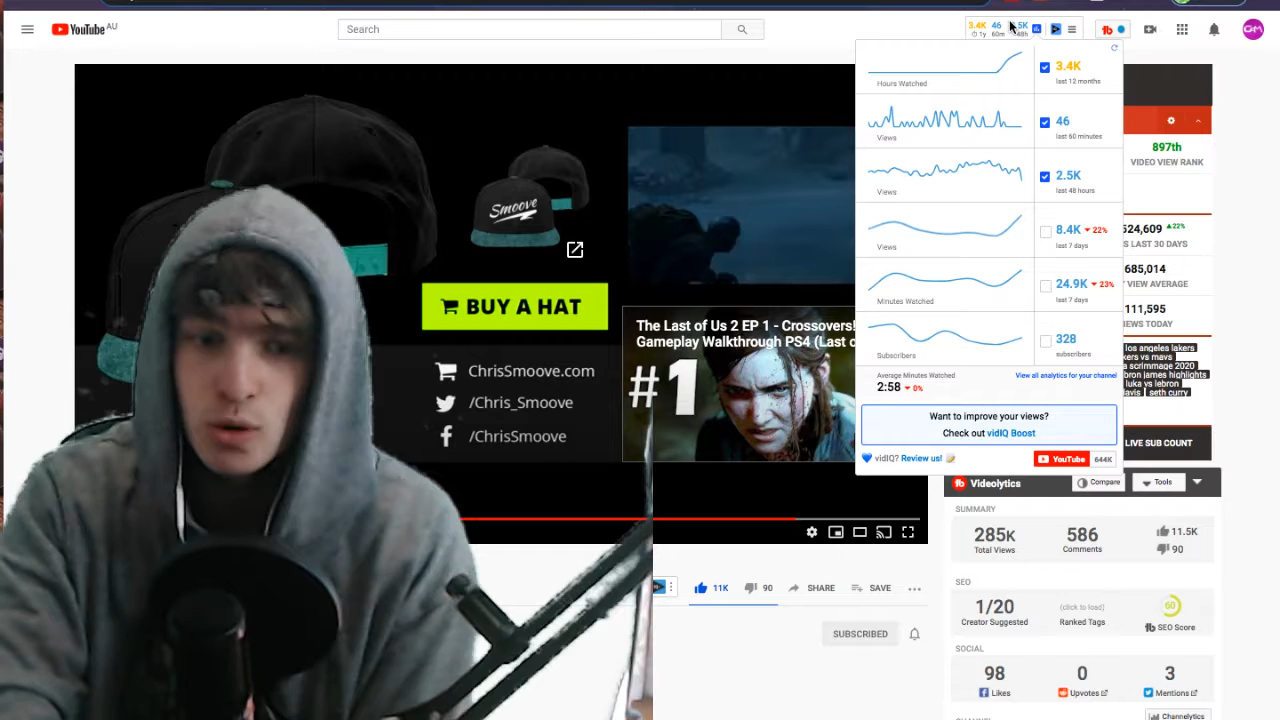 YouTube AU
Search
3.4K 46
1y 60m 48h
GM
3.4K
last 12 months
Hours Watched
46
last 60 minutes
Views
2.5K
last 48 hours
Views
8.4K 22%
last 7 days
Views
24.9K 23%
last 7 days
Minutes Watched
328
subscribers
Subscribers
Average Minutes Watched
2:58 0%
View all analytics for your channel
Want to improve your views?
Check out vidIQ Boost
vidIQ? Review us!
YouTube 644K
897th
VIDEO VIEW RANK
524,609 22%
S LAST 30 DAYS
685,014
VIEW AVERAGE
111,595
IEWS TODAY
los angeles lakers
kers vs mavs
scrimmage 2020
bron james highlights
luka vs lebron
davis seth curry
LIVE SUB COUNT
Smoove
BUY A HAT
ChrisSmoove.com
/Chris_Smoove
/ChrisSmoove
The Last of Us 2 EP 1 - Crossovers!
Gameplay Walkthrough PS4 (Last o
#1
11K 90 SHARE SAVE
SUBSCRIBED
Videolytics Compare Tools
SUMMARY
285K
Total Views
586
Comments
11.5K
90
SEO
1/20
Creator Suggested
(click to load)
Ranked Tags
60
SEO Score
SOCIAL
98
Likes
0
Upvotes
3
Mentions
Channelytics